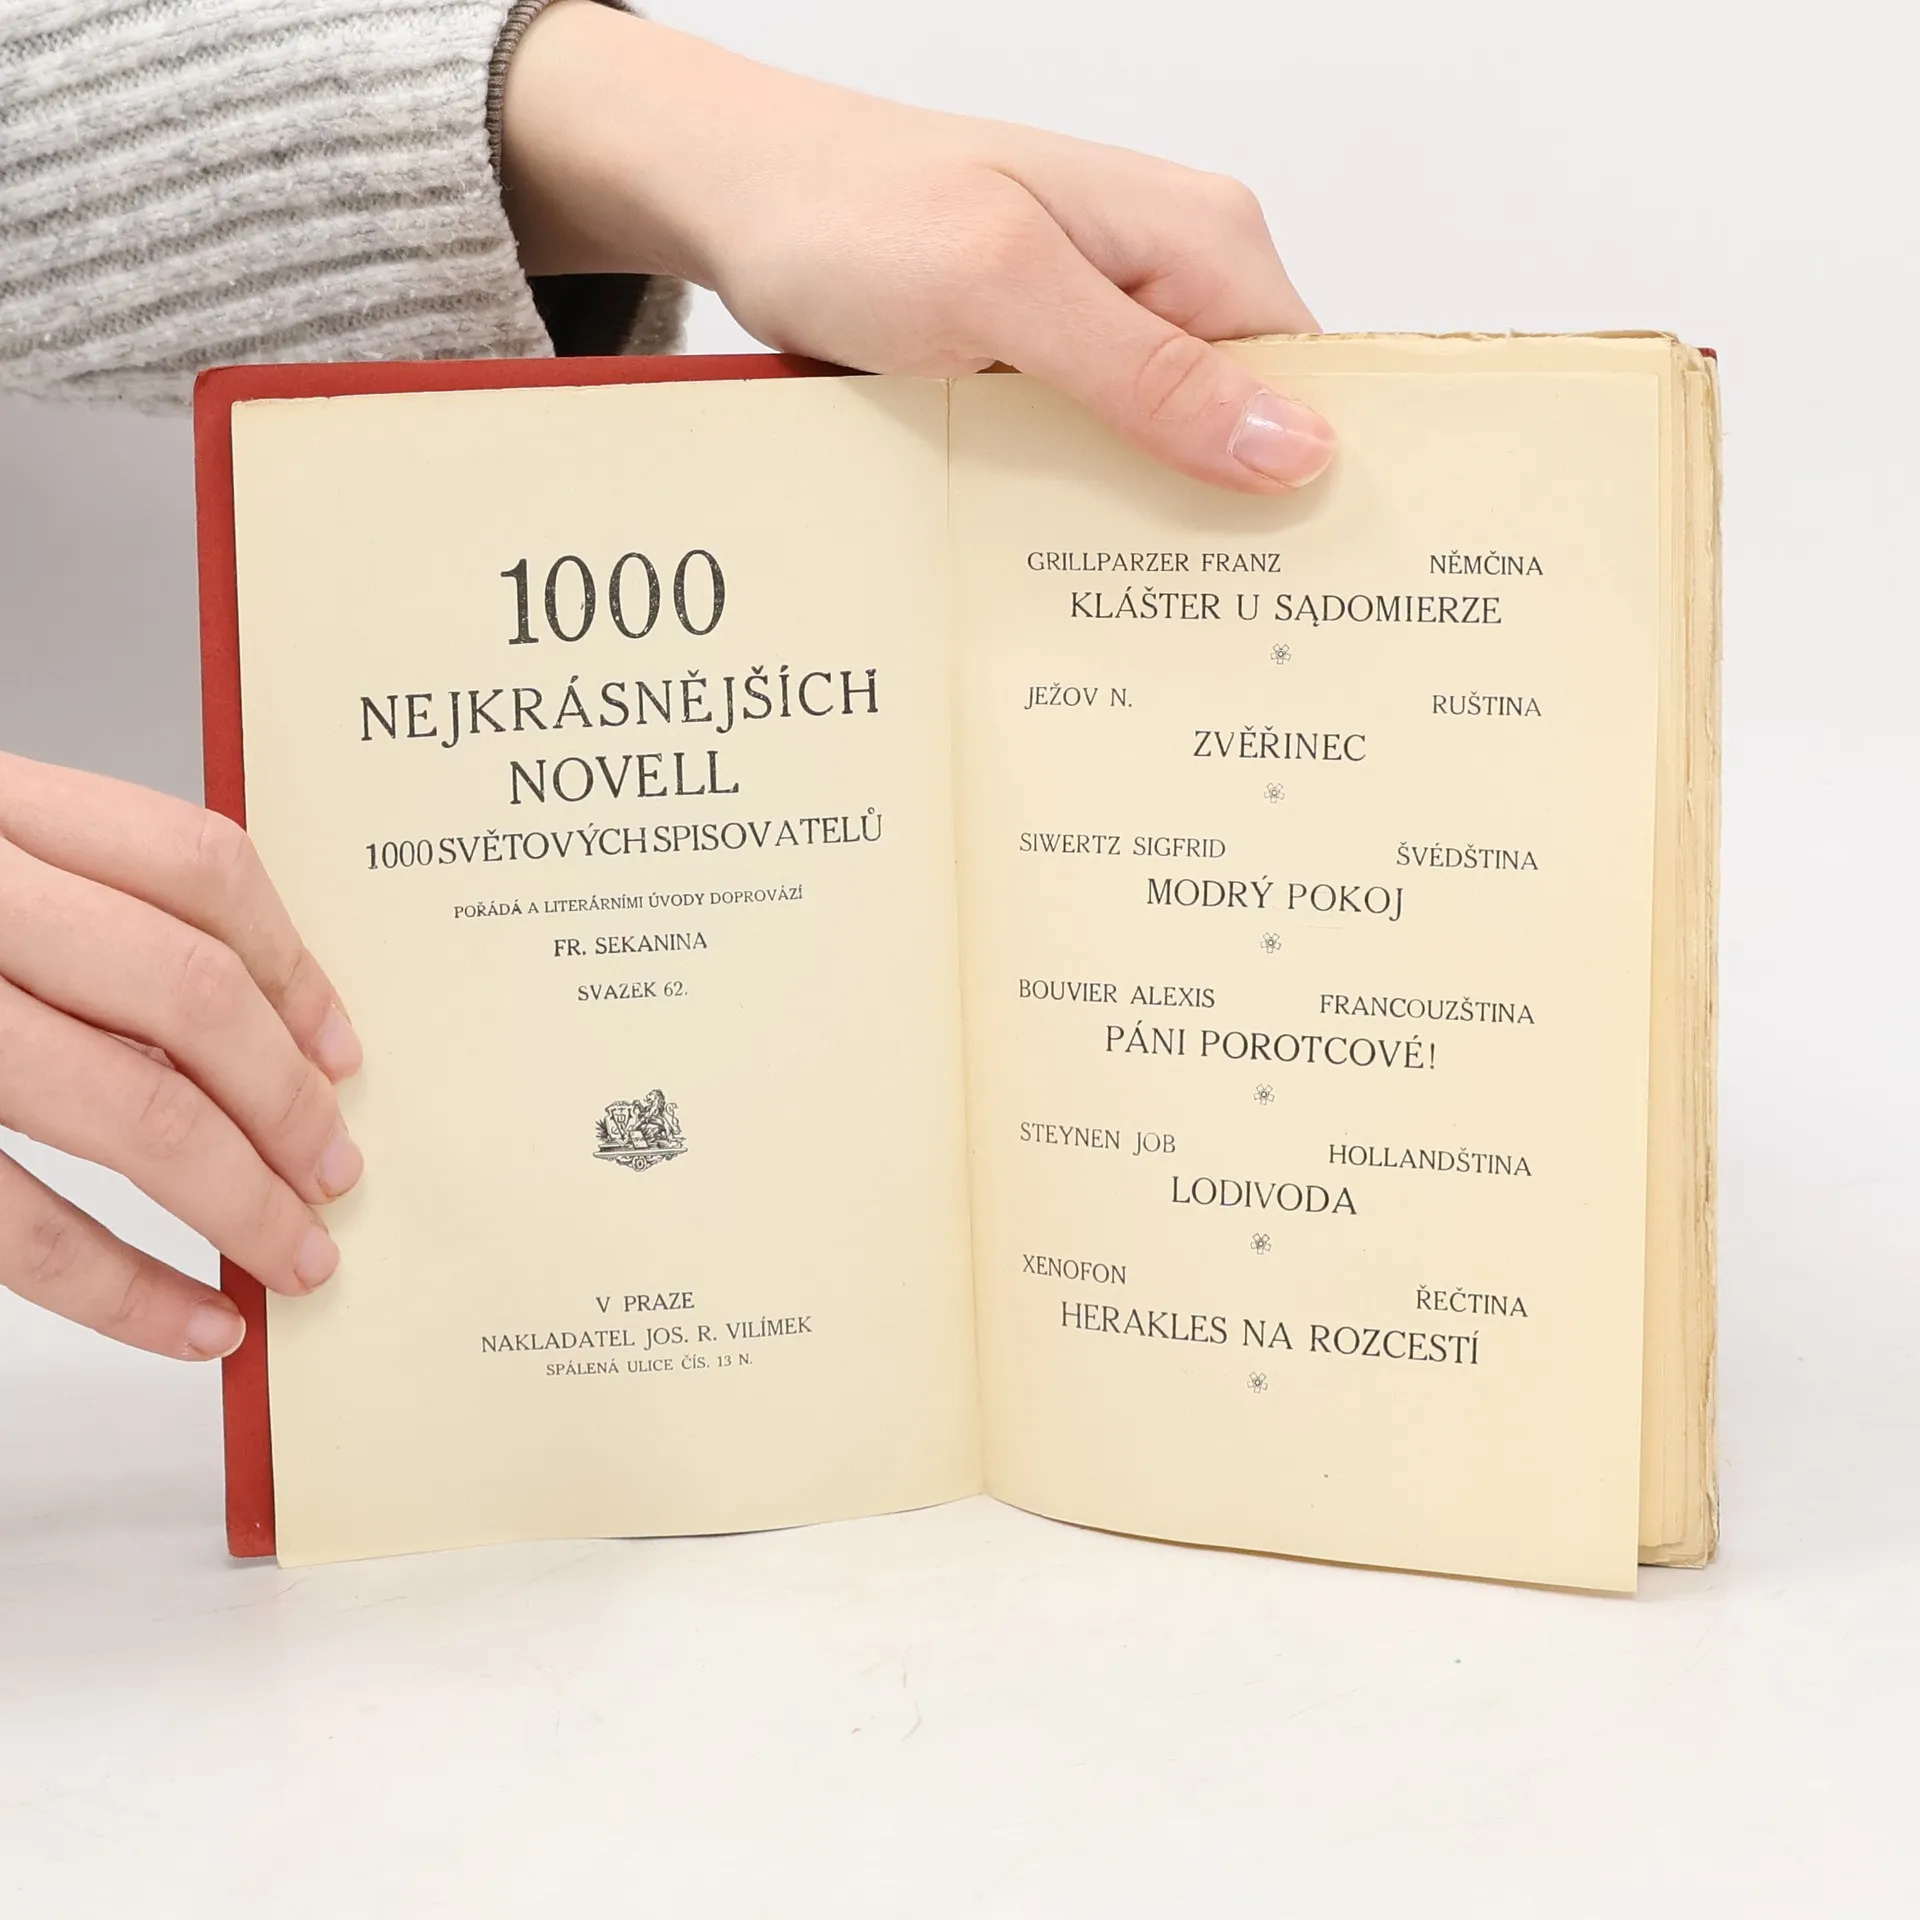 1000
NEJKRÁSNĚJŠÍCH
NOVELL
1000 SVĚTOVÝCH SPISOVATELŮ
POŘÁDÁ A LITERÁRNÍMI ÚVODY DOPROVÁZÍ
FR. SEKANINA
SVAZEK 62.
V PRAZE
NAKLADATEL JOS. R. VILÍMEK
SPÁLENÁ ULICE ČÍS. 13 N.
GRILLPARZER FRANZ NĚMČINA
KLÁŠTER U SĄDOMIERZE
JEŽOV N. RUŠTINA
ZVĚŘINEC
SIWERTZ SIGFRID ŠVÉDŠTINA
MODRÝ POKOJ
BOUVIER ALEXIS FRANCOUZŠTINA
PÁNI POROTCOVÉ!
STEYNEN JOB HOLLANDŠTINA
LODIVODA
XENOFON ŘEČTINA
HERAKLES NA ROZCESTÍ